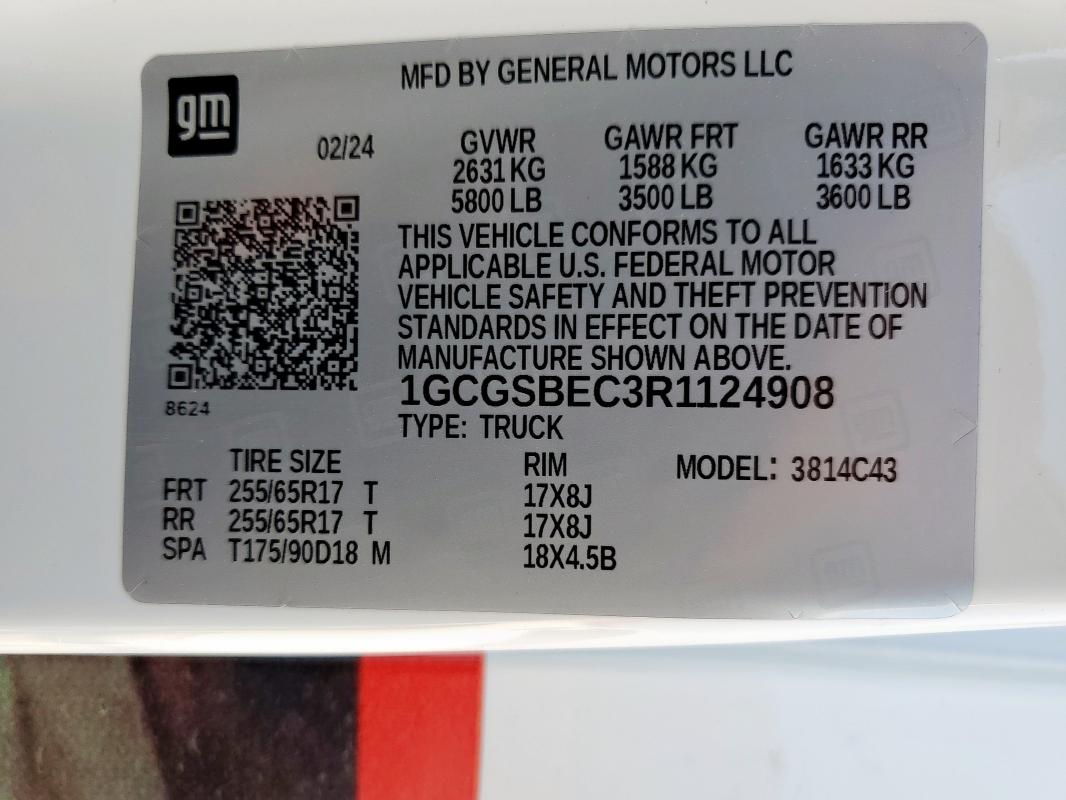 MFD BY GENERAL MOTORS LLC
gm
02/24
GVWR GAWR FRT GAWR RR
2631 KG 1588 KG 1633 KG
5800 LB 3500 LB 3600 LB
THIS VEHICLE CONFORMS TO ALL
APPLICABLE U.S. FEDERAL MOTOR
VEHICLE SAFETY AND THEFT PREVENTION
STANDARDS IN EFFECT ON THE DATE OF
MANUFACTURE SHOWN ABOVE.
1GCGSBEC3R1124908
8624
TYPE: TRUCK
TIRE SIZE RIM MODEL: 3814C43
FRT 255/65R17 T 17X8J
RR 255/65R17 T 17X8J
SPA T175/90D18 M 18X4.5B